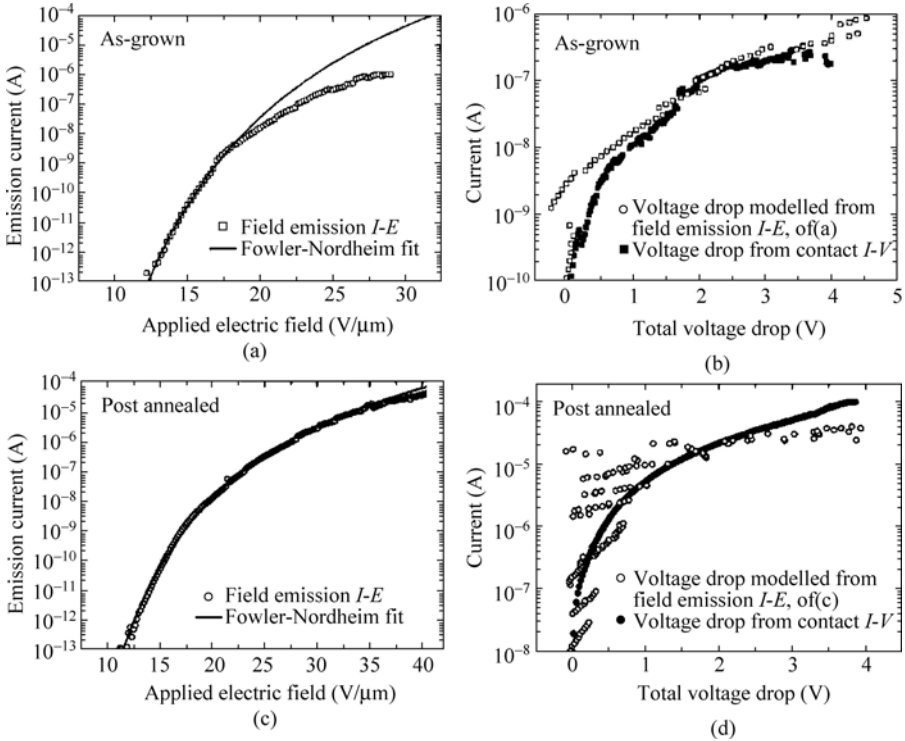 10⁻⁴
10⁻⁵
10⁻⁶
10⁻⁷
10⁻⁸
10⁻⁹
10⁻¹⁰
10⁻¹¹
10⁻¹²
10⁻¹³
Emission current (A)
As-grown
Field emission I-E
Fowler-Nordheim fit
10 15 20 25 30
Applied electric field (V/μm)
(a)
10⁻⁶
10⁻⁷
10⁻⁸
10⁻⁹
10⁻¹⁰
Current (A)
As-grown
Voltage drop modelled from
field emission I-E, of(a)
Voltage drop from contact I-V
0 1 2 3 4 5
Total voltage drop (V)
(b)
10⁻⁴
10⁻⁵
10⁻⁶
10⁻⁷
10⁻⁸
10⁻⁹
10⁻¹⁰
10⁻¹¹
10⁻¹²
10⁻¹³
Emission current (A)
Post annealed
Field emission I-E
Fowler-Nordheim fit
10 15 20 25 30 35 40
Applied electric field (V/μm)
(c)
10⁻⁴
10⁻⁵
10⁻⁶
10⁻⁷
10⁻⁸
Current (A)
Post annealed
Voltage drop modelled from
field emission I-E, of(c)
Voltage drop from contact I-V
0 1 2 3 4
Total voltage drop (V)
(d)